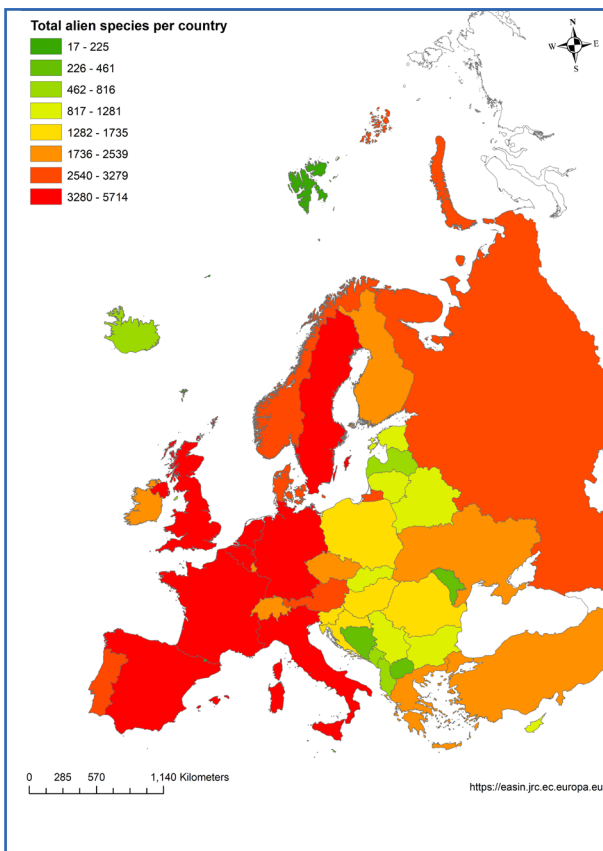 Total alien species per country
17 - 225
226 - 461
462 - 816
817 - 1281
1282 - 1735
1736 - 2539
2540 - 3279
3280 - 5714
N
W E
S
0 285 570 1,140 Kilometers
https://easin.jrc.ec.europa.eu